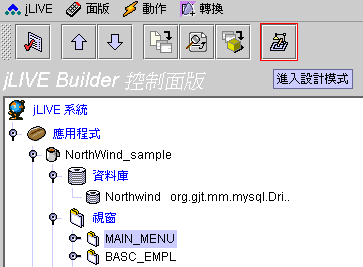 jLIVE 面版 動作 轉換
jLIVE Builder 控制面版
進入設計模式
jLIVE 系統
應用程式
NorthWind_sample
資料庫
Northwind org.gjt.mm.mysql.Dri..
視窗
MAIN_MENU
BASC_EMPL